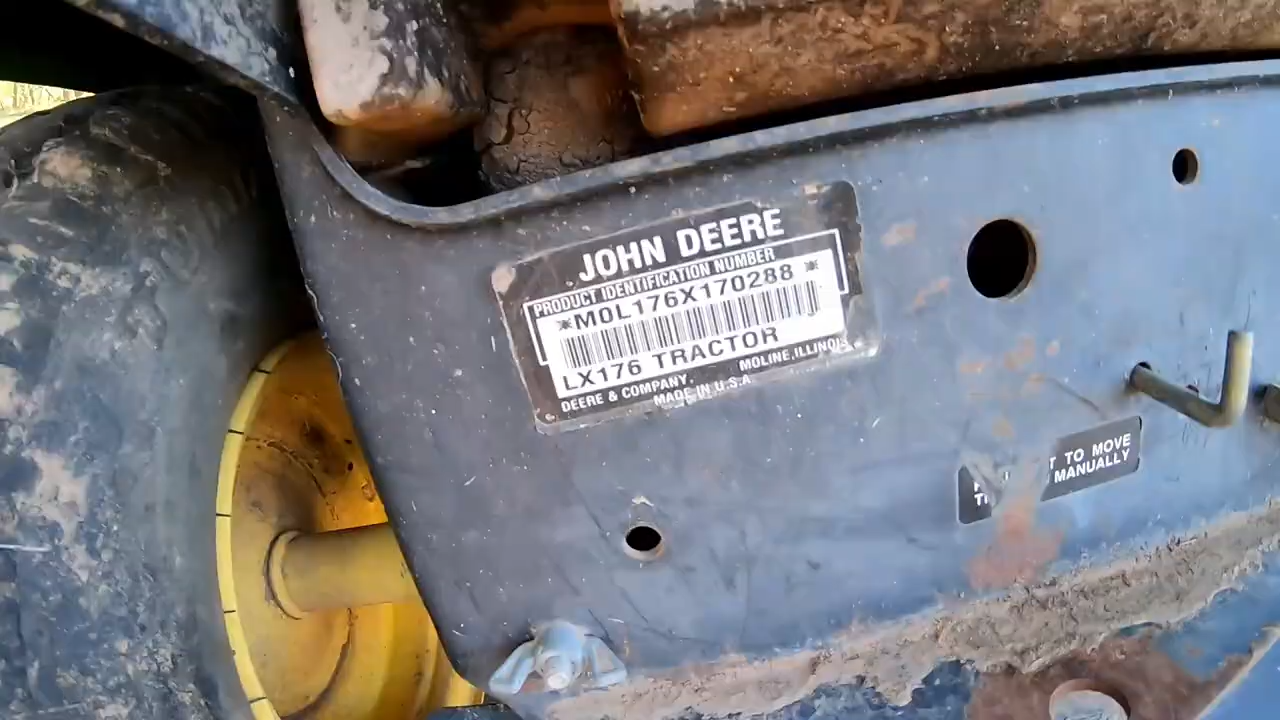 JOHN DEERE
PRODUCT IDENTIFICATION NUMBER
*M0L176X170288*
LX176 TRACTOR
DEERE & COMPANY, MOLINE, ILLINOIS
MADE IN U.S.A.
TO MOVE
MANUALLY